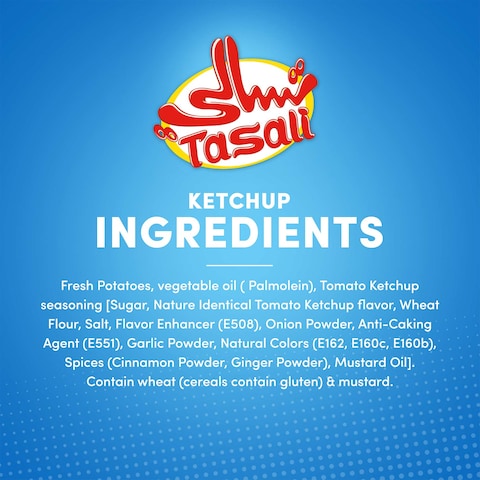 تسالي
Tasali
KETCHUP
INGREDIENTS
Fresh Potatoes, vegetable oil ( Palmolein), Tomato Ketchup
seasoning [Sugar, Nature Identical Tomato Ketchup flavor, Wheat
Flour, Salt, Flavor Enhancer (E508), Onion Powder, Anti-Caking
Agent (E551), Garlic Powder, Natural Colors (E162, E160c, E160b),
Spices (Cinnamon Powder, Ginger Powder), Mustard Oil].
Contain wheat (cereals contain gluten) & mustard.